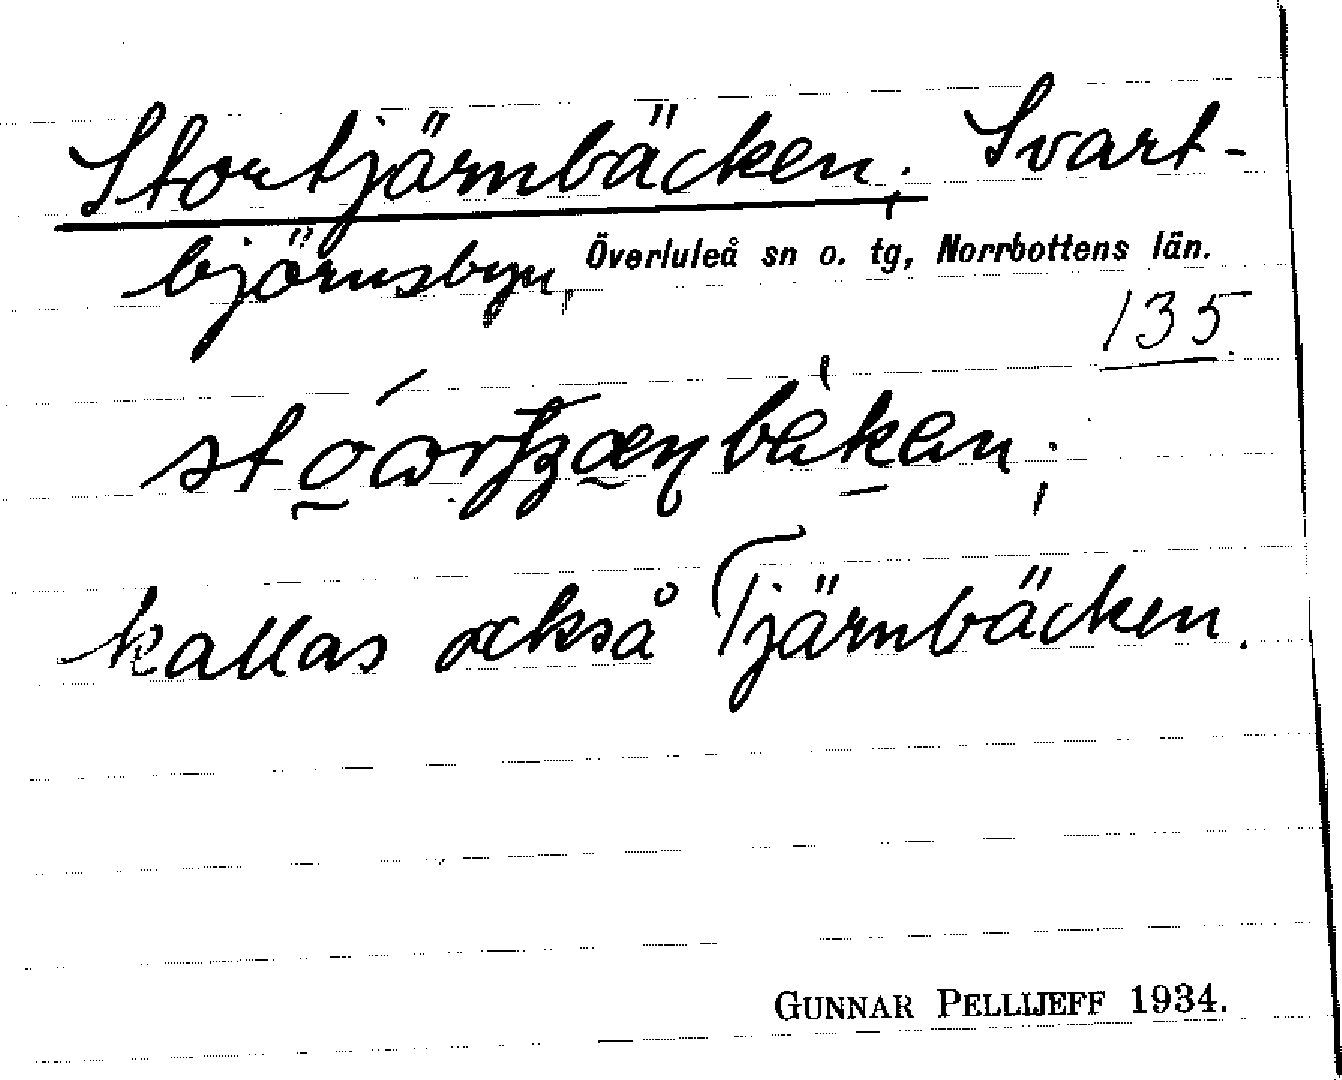 Stortjärnbäcken; Svart-
björnsbyn, Överluleå sn o. tg, Norrbottens län.
135.
kallas också Tjärnbäcken.
GUNNAR PELLIJEFF 1934.